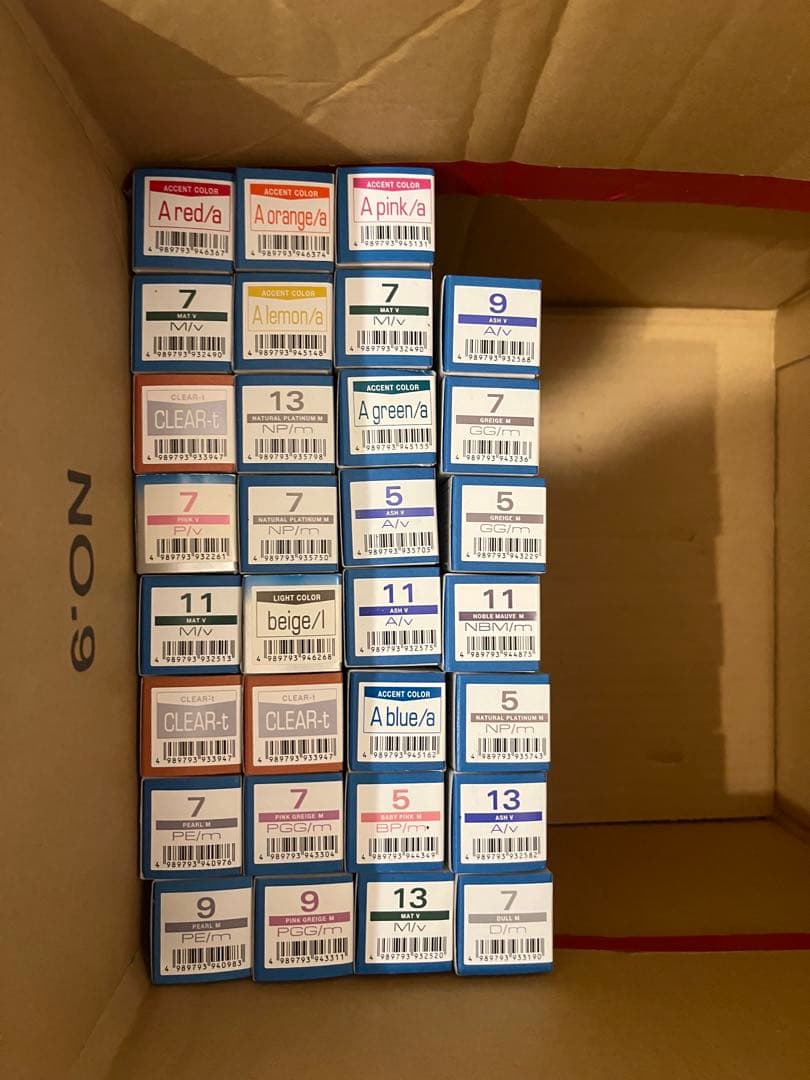 ACCENT COLOR
A red/a
4 989793 946367
ACCENT COLOR
A orange/a
4 989793 946374
ACCENT COLOR
A pink/a
4 989793 945131
7
MAT V
M/v
4 989793 932490
ACCENT COLOR
A lemon/a
4 989793 945148
7
MAT V
M/v
4 989793 932490
9
ASH V
A/v
4 989793 932568
CLEAR-t
CLEAR-t
4 989793 933947
13
NATURAL PLATINUM M
NP/m
4 989793 935798
ACCENT COLOR
A green/a
4 989793 945155
7
GREIGE M
GG/m
4 989793 943236
7
PINK V
P/v
4 989793 932261
7
NATURAL PLATINUM M
NP/m
4 989793 935750
5
ASH V
A/v
4 989793 935705
5
GREIGE M
GG/m
4 989793 943229
11
MAT V
M/v
4 989793 932513
LIGHT COLOR
beige/l
4 989793 946268
11
ASH V
A/v
4 989793 932575
11
NOBLE MAUVE M
NBM/m
4 989793 944875
CLEAR-t
CLEAR-t
4 989793 933947
CLEAR-t
CLEAR-t
4 989793 933947
ACCENT COLOR
A blue/a
4 989793 945162
5
NATURAL PLATINUM M
NP/m
4 989793 935743
7
PEARL M
PE/m
4 989793 940976
7
PINK GREIGE M
PGG/m
4 989793 943304
5
BABY PINK M
BP/m
4 989793 944349
13
ASH V
A/v
4 989793 932582
9
PEARL M
PE/m
4 989793 940983
9
PINK GREIGE M
PGG/m
4 989793 943311
13
MAT V
M/v
4 989793 932520
7
DULL M
D/m
4 989793 933190
NO.9